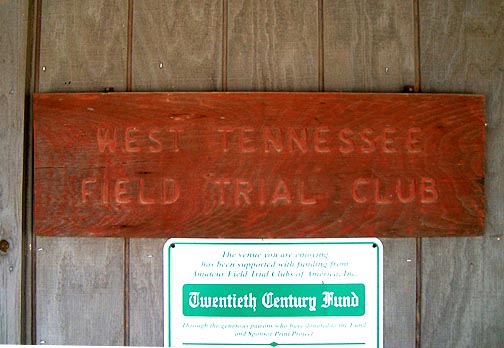 WEST TENNESSEE
FIELD TRIAL CLUB
The venue you are enjoying
has been supported with funding from
Amateur Field Trial Clubs of America, Inc.
Twentieth Century Fund
Through the generous patrons who have donated to the Fund
and Sponsor Print Project